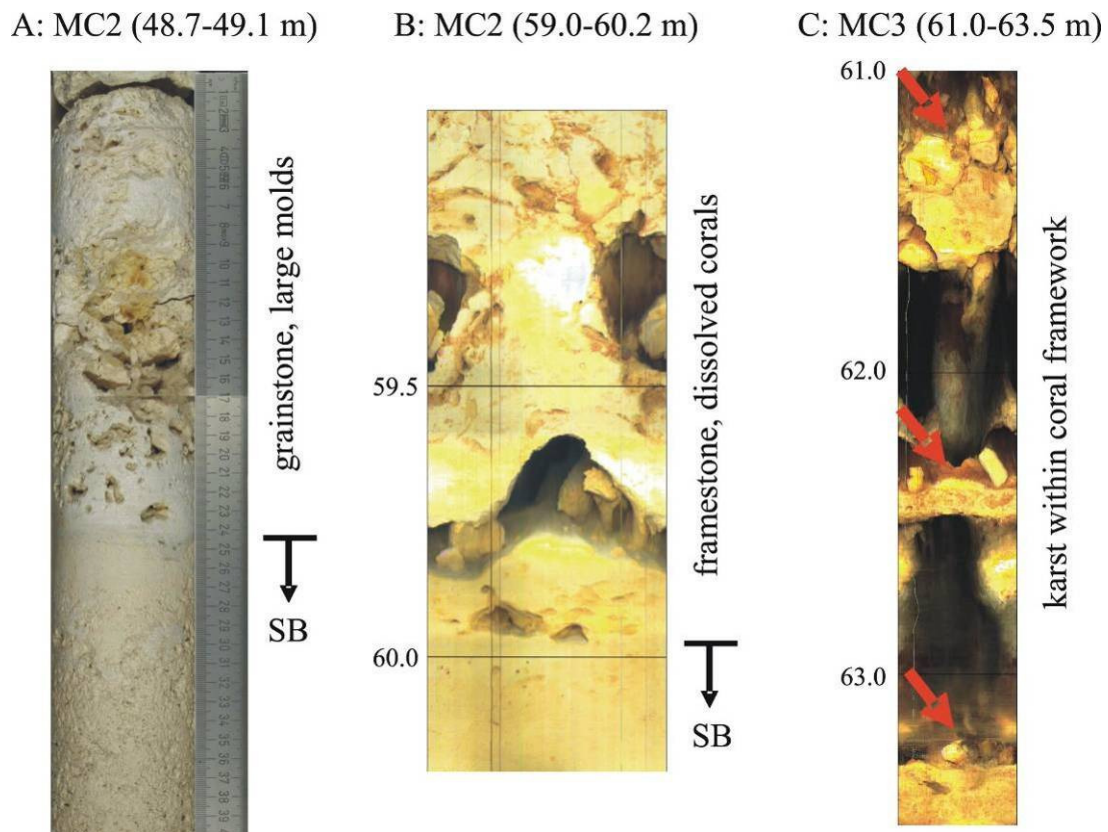 A: MC2 (48.7-49.1 m)
B: MC2 (59.0-60.2 m)
C: MC3 (61.0-63.5 m)
grainstone, large molds
SB
59.5
60.0
framestone, dissolved corals
SB
61.0
62.0
63.0
karst within coral framework